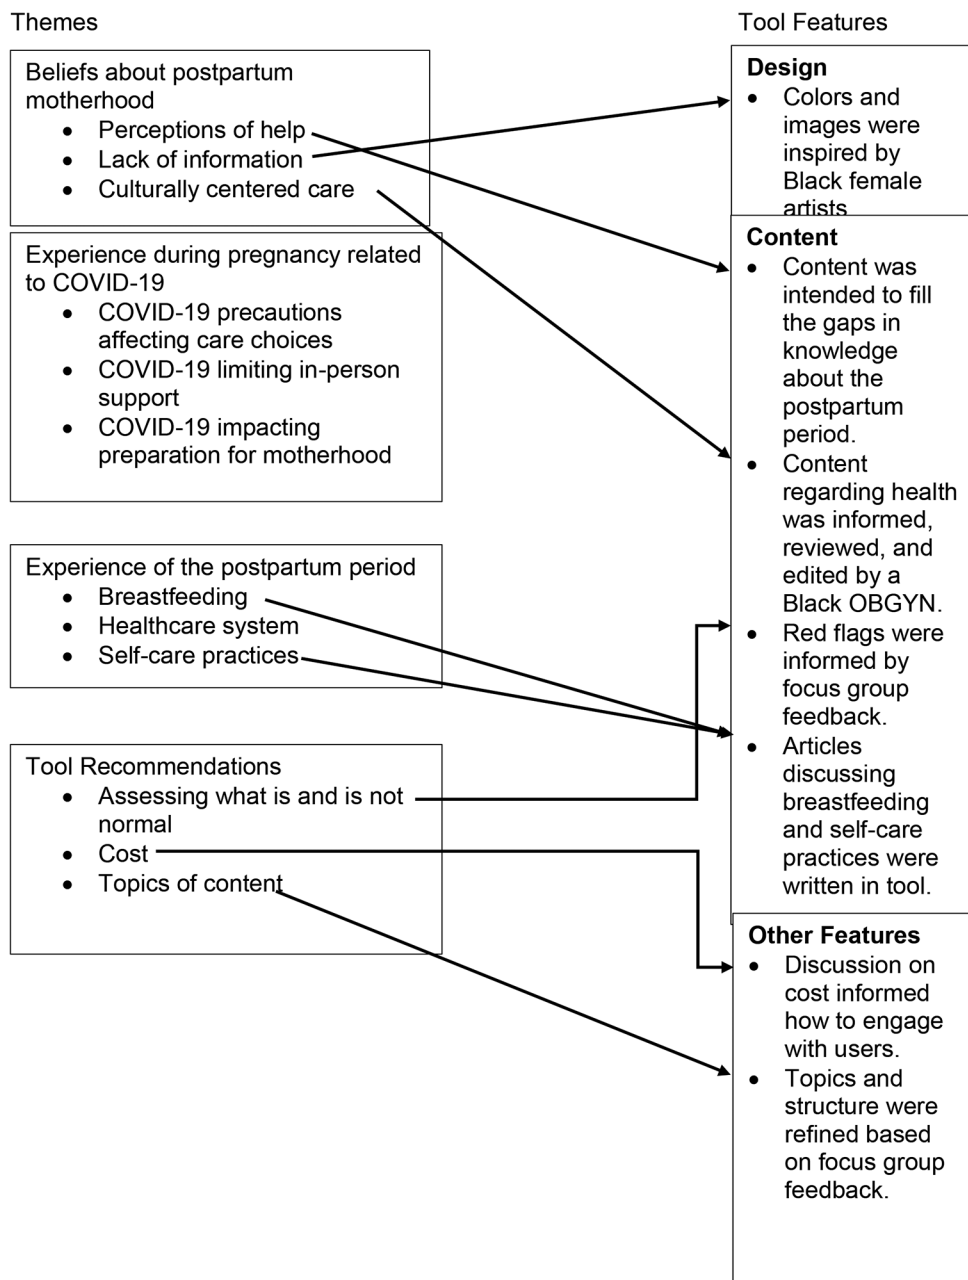 Themes
Beliefs about postpartum
motherhood
• Perceptions of help
• Lack of information
• Culturally centered care
Experience during pregnancy related
to COVID-19
• COVID-19 precautions
affecting care choices
• COVID-19 limiting in-person
support
• COVID-19 impacting
preparation for motherhood
Experience of the postpartum period
• Breastfeeding
• Healthcare system
• Self-care practices
Tool Recommendations
• Assessing what is and is not
normal
• Cost
• Topics of content
Tool Features
Design
• Colors and
images were
inspired by
Black female
artists
Content
• Content was
intended to fill
the gaps in
knowledge
about the
postpartum
period.
• Content
regarding health
was informed,
reviewed, and
edited by a
Black OBGYN.
• Red flags were
informed by
focus group
feedback.
• Articles
discussing
breastfeeding
and self-care
practices were
written in tool.
Other Features
• Discussion on
cost informed
how to engage
with users.
• Topics and
structure were
refined based
on focus group
feedback.